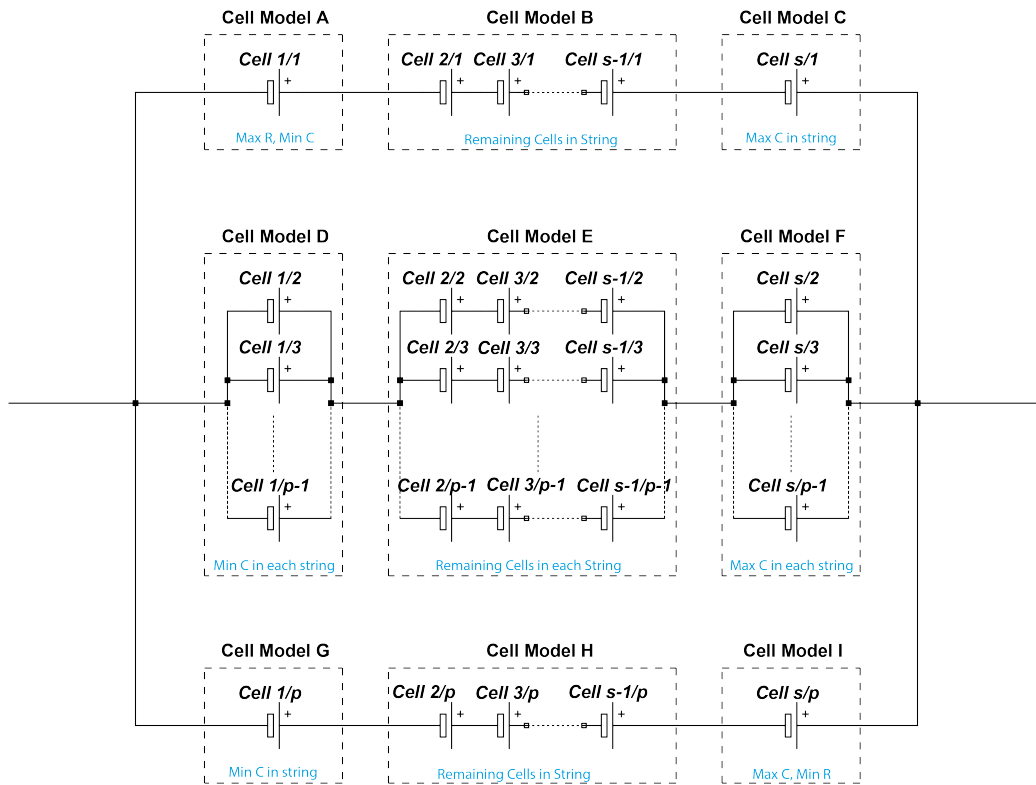 Cell Model A Cell Model B Cell Model C
Cell 1/1 Cell 2/1 Cell 3/1 Cell s-1/1 Cell s/1
+ + + + +
Max R, Min C Remaining Cells in String Max C in string
Cell Model D Cell Model E Cell Model F
Cell 1/2 Cell 2/2 Cell 3/2 Cell s-1/2 Cell s/2
+ + + + +
Cell 1/3 Cell 2/3 Cell 3/3 Cell s-1/3 Cell s/3
+ + + + +
Cell 1/p-1 Cell 2/p-1 Cell 3/p-1 Cell s-1/p-1 Cell s/p-1
+ + + + +
Min C in each string Remaining Cells in each String Max C in each string
Cell Model G Cell Model H Cell Model I
Cell 1/p Cell 2/p Cell 3/p Cell s-1/p Cell s/p
+ + + + +
Min C in string Remaining Cells in String Max C, Min R